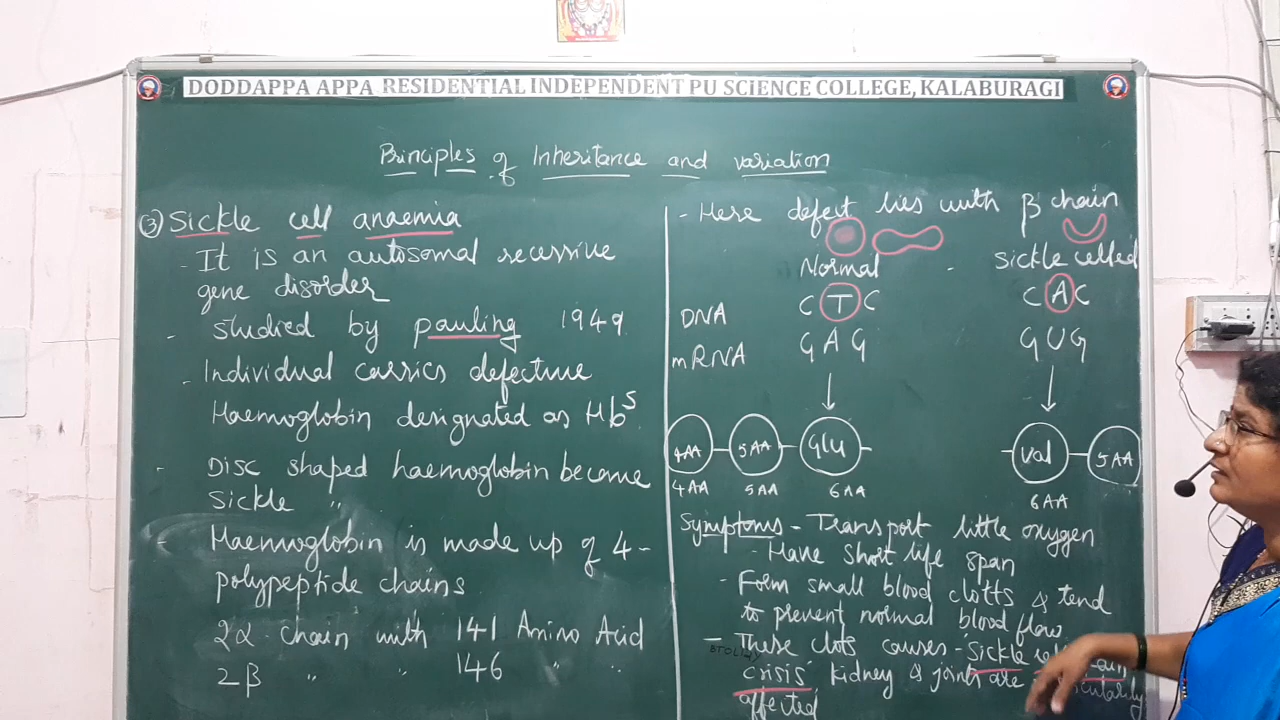 DODDAPPA APPA RESIDENTIAL INDEPENDENT PU SCIENCE COLLEGE, KALABURAGI
Principles of Inheritance and variation
③ Sickle cell anaemia
- It is an autosomal recessive
gene disorder
- studied by pauling 1949
- Individual carries defective
Haemoglobin designated as Hbˢ.
- Disc shaped haemoglobin become
Sickle "
- Haemoglobin is made up of 4-
polypeptide chains
2α chain with 141 Amino Acid
2β " " 146 " "
- Here defect lies with β chain
Normal - Sickle celled
DNA C T C C A C
mRNA G A G G U G
4AA 5AA Glu val 5AA
4AA 5AA 6AA 6AA
Symptoms - Transport little oxygen
- Have short life span
- Form small blood clotts & tend
to prevent normal blood flow
- These clots causes - Sickle
crisis kidney & joints are
affected